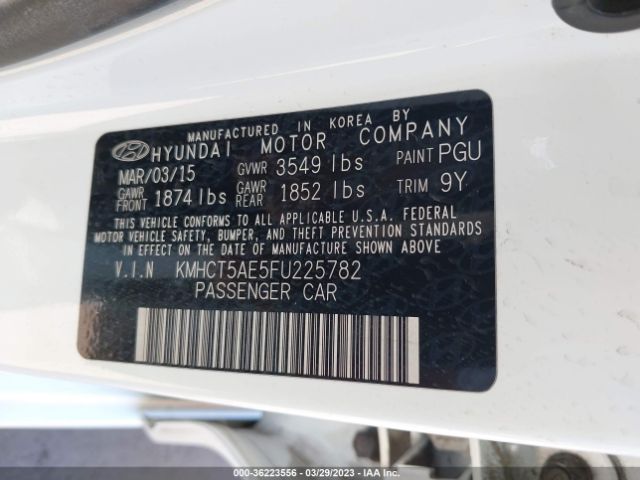 MANUFACTURED IN KOREA BY
HYUNDAI MOTOR COMPANY
MAR/03/15 GVWR 3549 lbs PAINT PGU
GAWR FRONT 1874 lbs GAWR REAR 1852 lbs TRIM 9Y
THIS VEHICLE CONFORMS TO ALL APPLICABLE U.S.A. FEDERAL
MOTOR VEHICLE SAFETY, BUMPER, AND THEFT PREVENTION STANDARDS
IN EFFECT ON THE DATE OF MANUFACTURE SHOWN ABOVE
V.I.N KMHCT5AE5FU225782
PASSENGER CAR
000-36223556 - 03/29/2023 - IAA Inc.